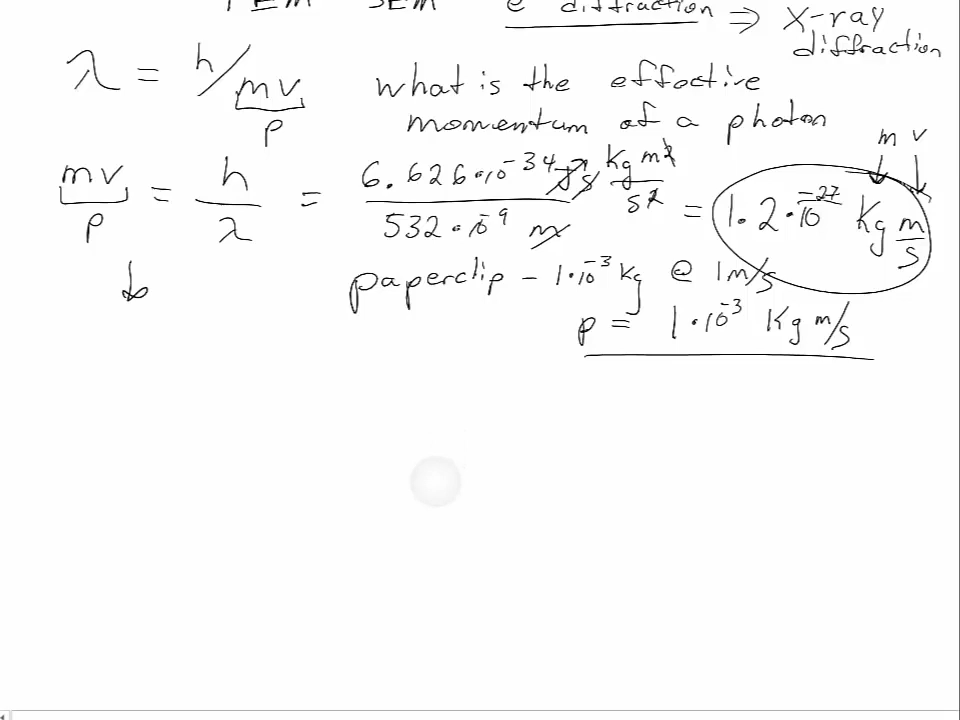 TEM SEM e⁻ diffraction ⇒ X-ray
diffraction
λ = h/mv what is the effective
p momentum of a photon
m v
mv = h/λ = 6.626·10⁻³⁴ Js kg m²/s² / 532·10⁻⁹ m = 1.2·10⁻²⁷ kg m/s
p
paperclip – 1·10⁻³ kg @ 1 m/s
p = 1·10⁻³ kg m/s